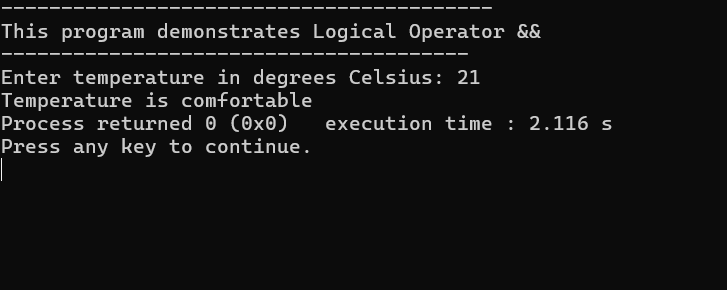 -----------------------------------------
This program demonstrates Logical Operator &&
---------------------------------------
Enter temperature in degrees Celsius: 21
Temperature is comfortable
Process returned 0 (0x0)   execution time : 2.116 s
Press any key to continue.